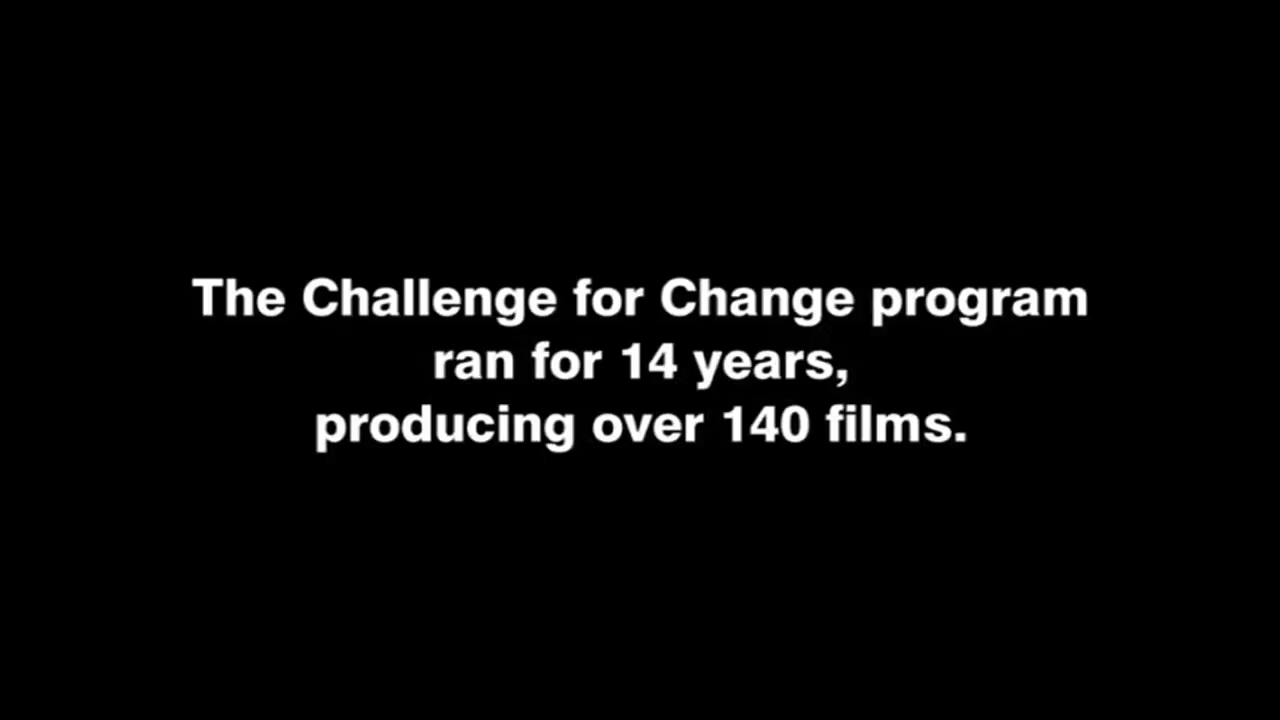 The Challenge for Change program
ran for 14 years,
producing over 140 films.